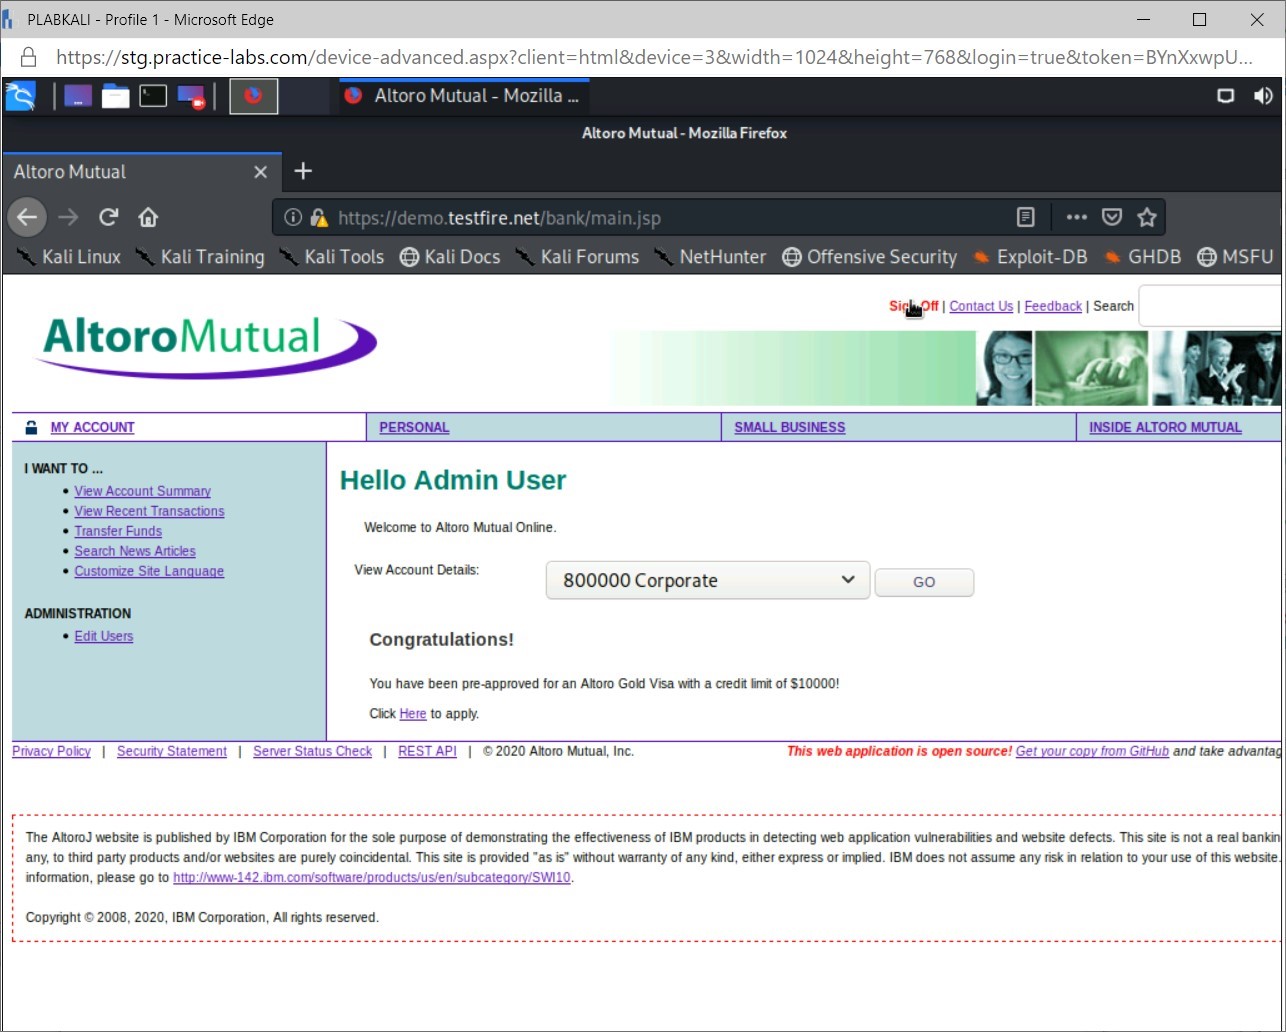 PLABKALI - Profile 1 - Microsoft Edge
https://stg.practice-labs.com/device-advanced.aspx?client=html&device=3&width=1024&height=768&login=true&token=BYnXxwpU...
Altoro Mutual - Mozilla ...
Altoro Mutual - Mozilla Firefox
Altoro Mutual
https://demo.testfire.net/bank/main.jsp
Kali Linux Kali Training Kali Tools Kali Docs Kali Forums NetHunter Offensive Security Exploit-DB GHDB MSFU
Sign Off | Contact Us | Feedback | Search
AltoroMutual
MY ACCOUNT PERSONAL SMALL BUSINESS INSIDE ALTORO MUTUAL
I WANT TO ...
• View Account Summary
• View Recent Transactions
• Transfer Funds
• Search News Articles
• Customize Site Language
ADMINISTRATION
• Edit Users
Hello Admin User
Welcome to Altoro Mutual Online.
View Account Details: 800000 Corporate GO
Congratulations!
You have been pre-approved for an Altoro Gold Visa with a credit limit of $10000!
Click Here to apply.
Privacy Policy | Security Statement | Server Status Check | REST API | © 2020 Altoro Mutual, Inc. This web application is open source! Get your copy from GitHub and take advantag
The AltoroJ website is published by IBM Corporation for the sole purpose of demonstrating the effectiveness of IBM products in detecting web application vulnerabilities and website defects. This site is not a real bankin
any, to third party products and/or websites are purely coincidental. This site is provided "as is" without warranty of any kind, either express or implied. IBM does not assume any risk in relation to your use of this website.
information, please go to http://www-142.ibm.com/software/products/us/en/subcategory/SWI10.
Copyright © 2008, 2020, IBM Corporation, All rights reserved.